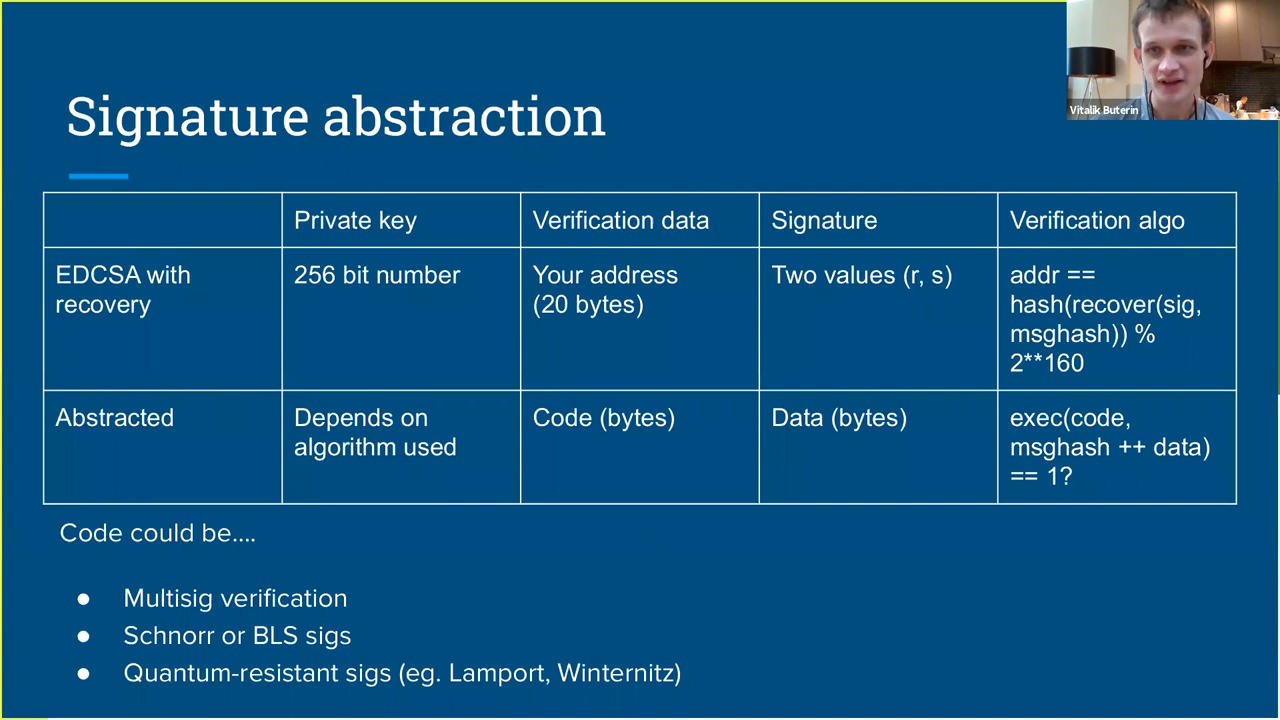 Vitalik Buterin
Signature abstraction
Private key
Verification data
Signature
Verification algo
EDCSA with
recovery
256 bit number
Your address
(20 bytes)
Two values (r, s)
addr ==
hash(recover(sig,
msghash)) %
2**160
Abstracted
Depends on
algorithm used
Code (bytes)
Data (bytes)
exec(code,
msghash ++ data)
== 1?
Code could be....
● Multisig verification
● Schnorr or BLS sigs
● Quantum-resistant sigs (eg. Lamport, Winternitz)